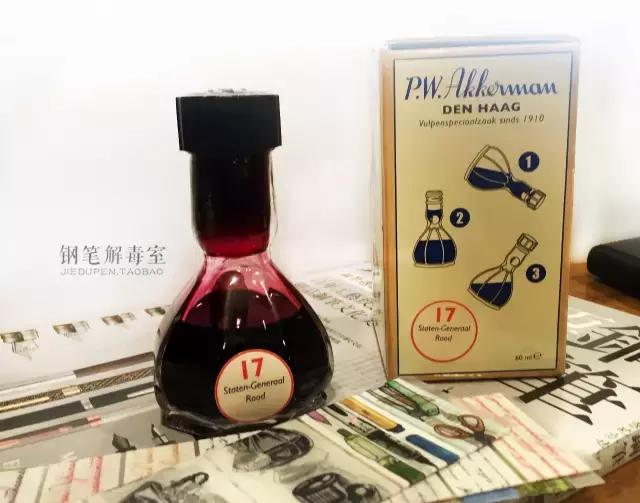 P.W. Akkerman
DEN HAAG
Vulpenspeciaalzaak sinds 1910
1
2
3
17
Staten-Generaal
Rood
60 ml ℮
钢笔解毒室
JIEDUPEN.TAOBAO
17
Staten-Generaal
Rood